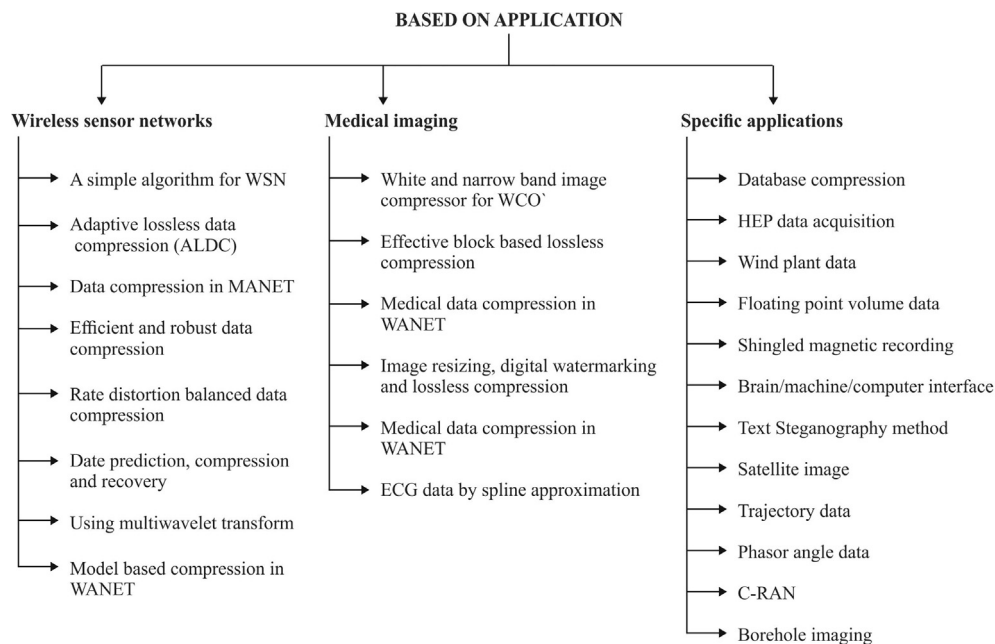 BASED ON APPLICATION
Wireless sensor networks
A simple algorithm for WSN
Adaptive lossless data
compression (ALDC)
Data compression in MANET
Efficient and robust data
compression
Rate distortion balanced data
compression
Date prediction, compression
and recovery
Using multiwavelet transform
Model based compression in
WANET
Medical imaging
White and narrow band image
compressor for WCO`
Effective block based lossless
compression
Medical data compression in
WANET
Image resizing, digital watermarking
and lossless compression
Medical data compression in
WANET
ECG data by spline approximation
Specific applications
Database compression
HEP data acquisition
Wind plant data
Floating point volume data
Shingled magnetic recording
Brain/machine/computer interface
Text Steganography method
Satellite image
Trajectory data
Phasor angle data
C-RAN
Borehole imaging